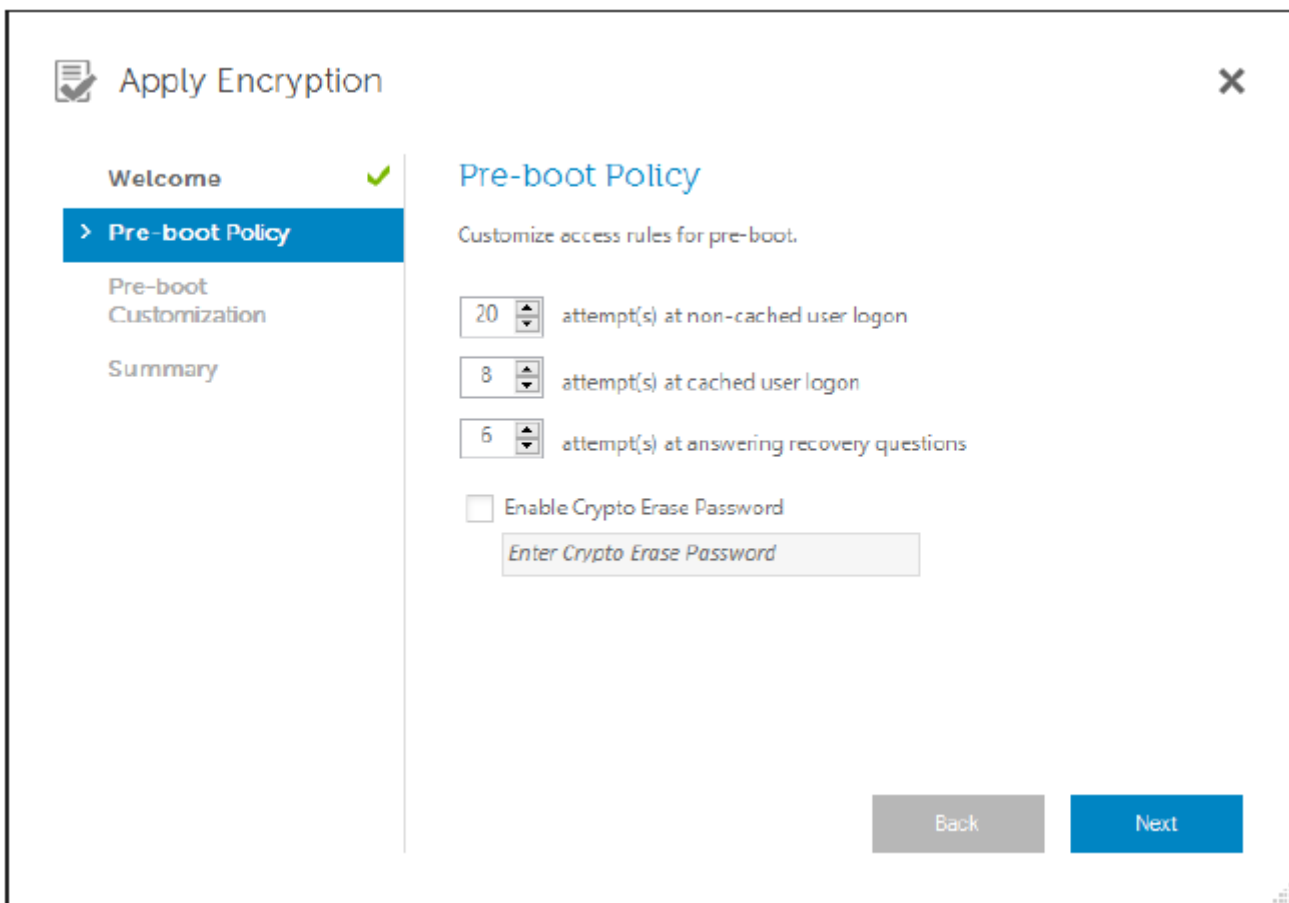 Apply Encryption
Welcome
Pre-boot Policy
Pre-boot
Customization
Summary
Pre-boot Policy
Customize access rules for pre-boot.
20 attempt(s) at non-cached user logon
8 attempt(s) at cached user logon
6 attempt(s) at answering recovery questions
Enable Crypto Erase Password
Enter Crypto Erase Password
Back
Next